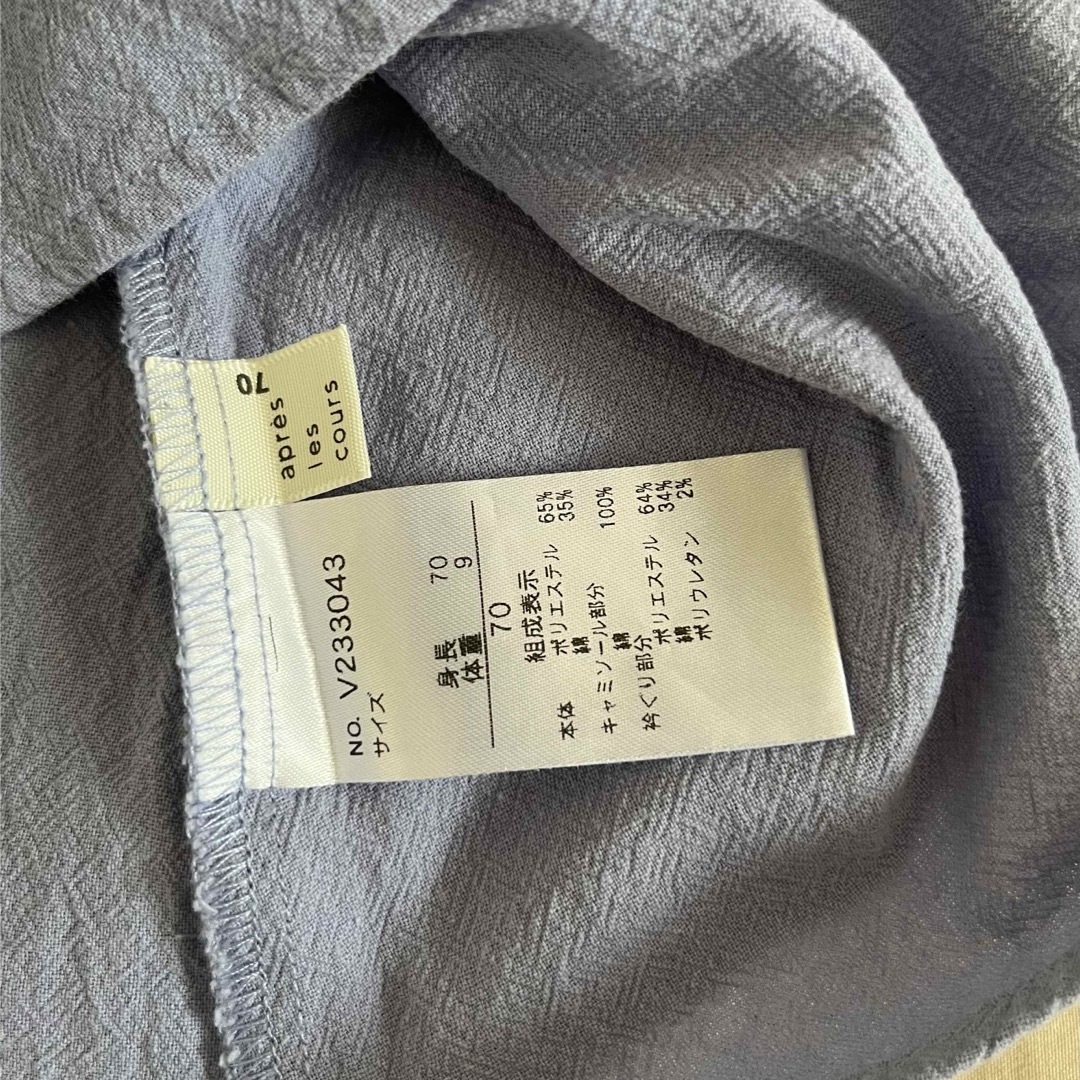 70
après
les
cours
NO. V233043
サイズ
身長 70
体重 9
70
組成表示
本体 ポリエステル 65%
綿 35%
キャミソール部分
綿 100%
衿ぐり部分
ポリエステル 64%
綿 34%
ポリウレタン 2%